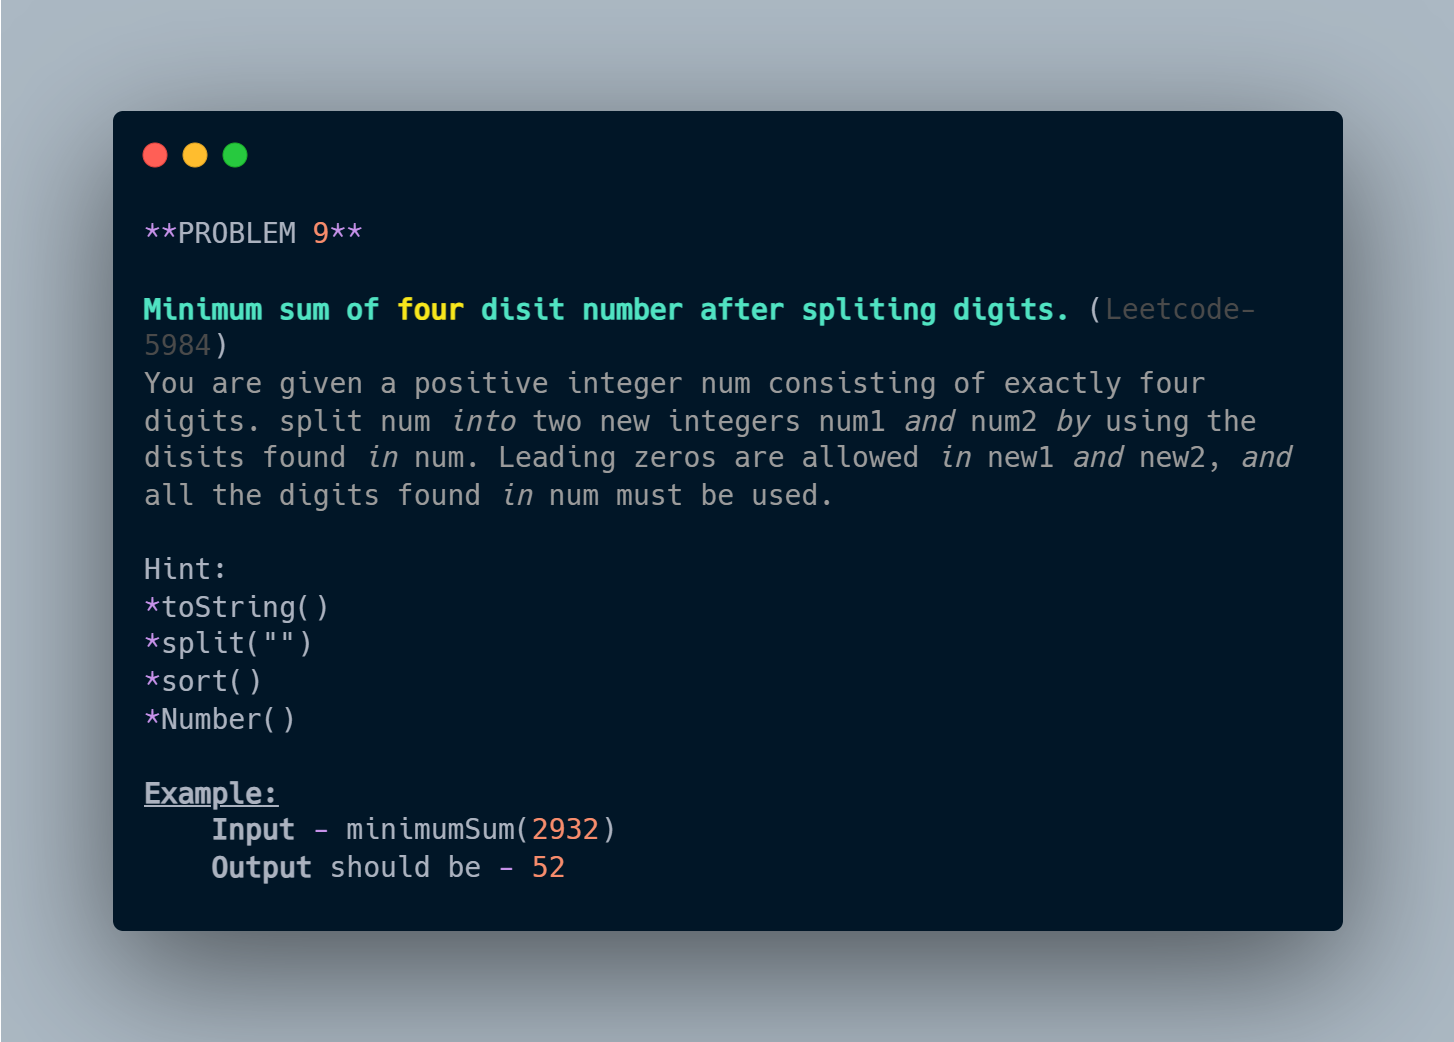 **PROBLEM 9**
Minimum sum of four disit number after spliting digits. (Leetcode-
5984)
You are given a positive integer num consisting of exactly four
digits. split num into two new integers num1 and num2 by using the
disits found in num. Leading zeros are allowed in new1 and new2, and
all the digits found in num must be used.
Hint:
*toString()
*split("")
*sort()
*Number()
Example:
Input - minimumSum(2932)
Output should be - 52